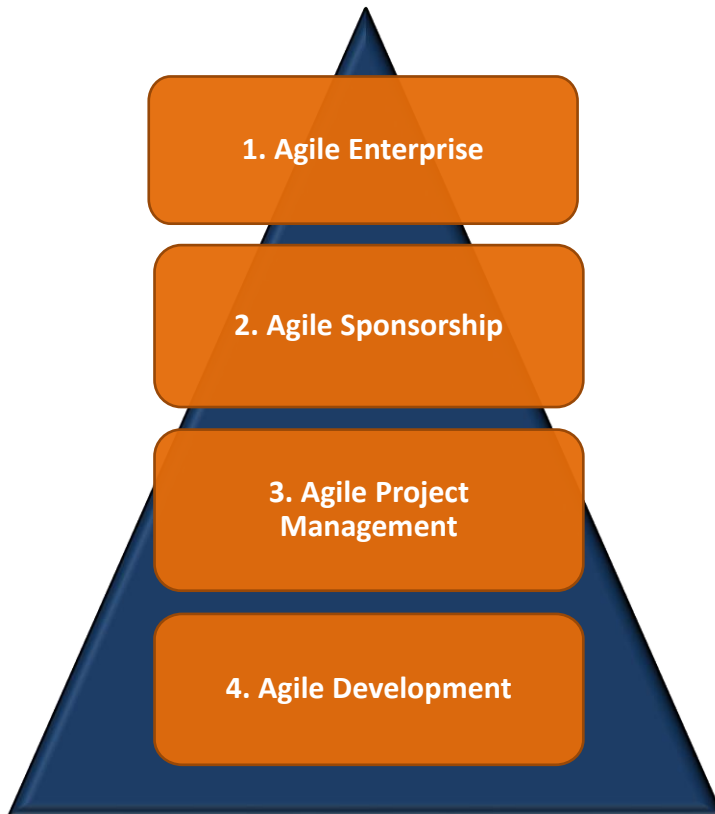 1. Agile Enterprise
2. Agile Sponsorship
3. Agile Project
Management
4. Agile Development